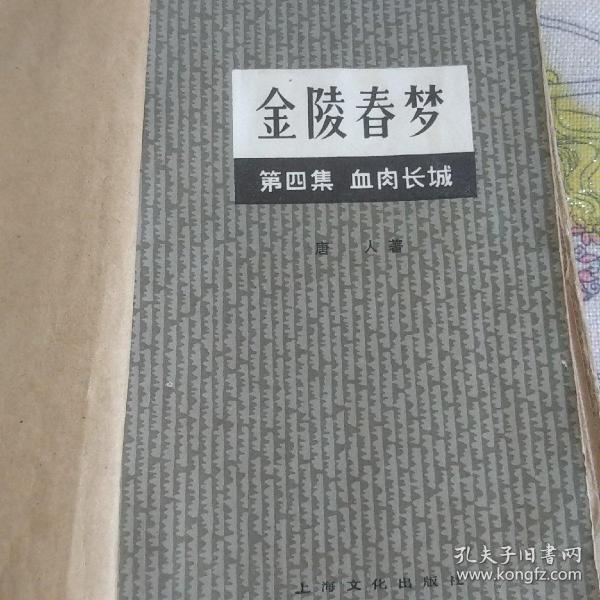 金陵春梦
第四集 血肉长城
唐 人著
上海文化出版社
孔夫子旧书网
www.kongfz.com